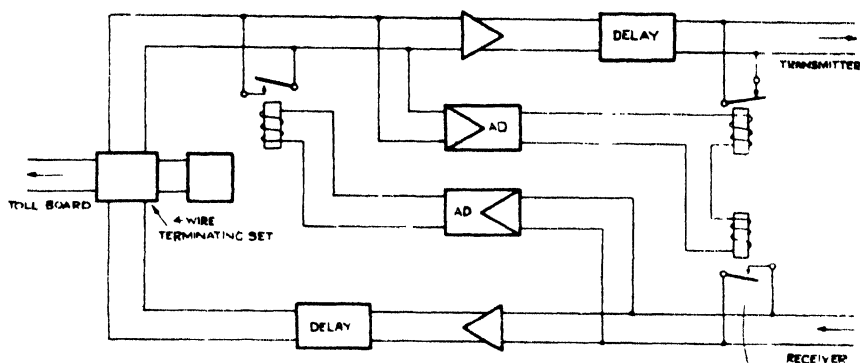 DELAY
TRANSMITTER
AD
AD
TOLL BOARD
4-WIRE
TERMINATING SET
DELAY
RECEIVER